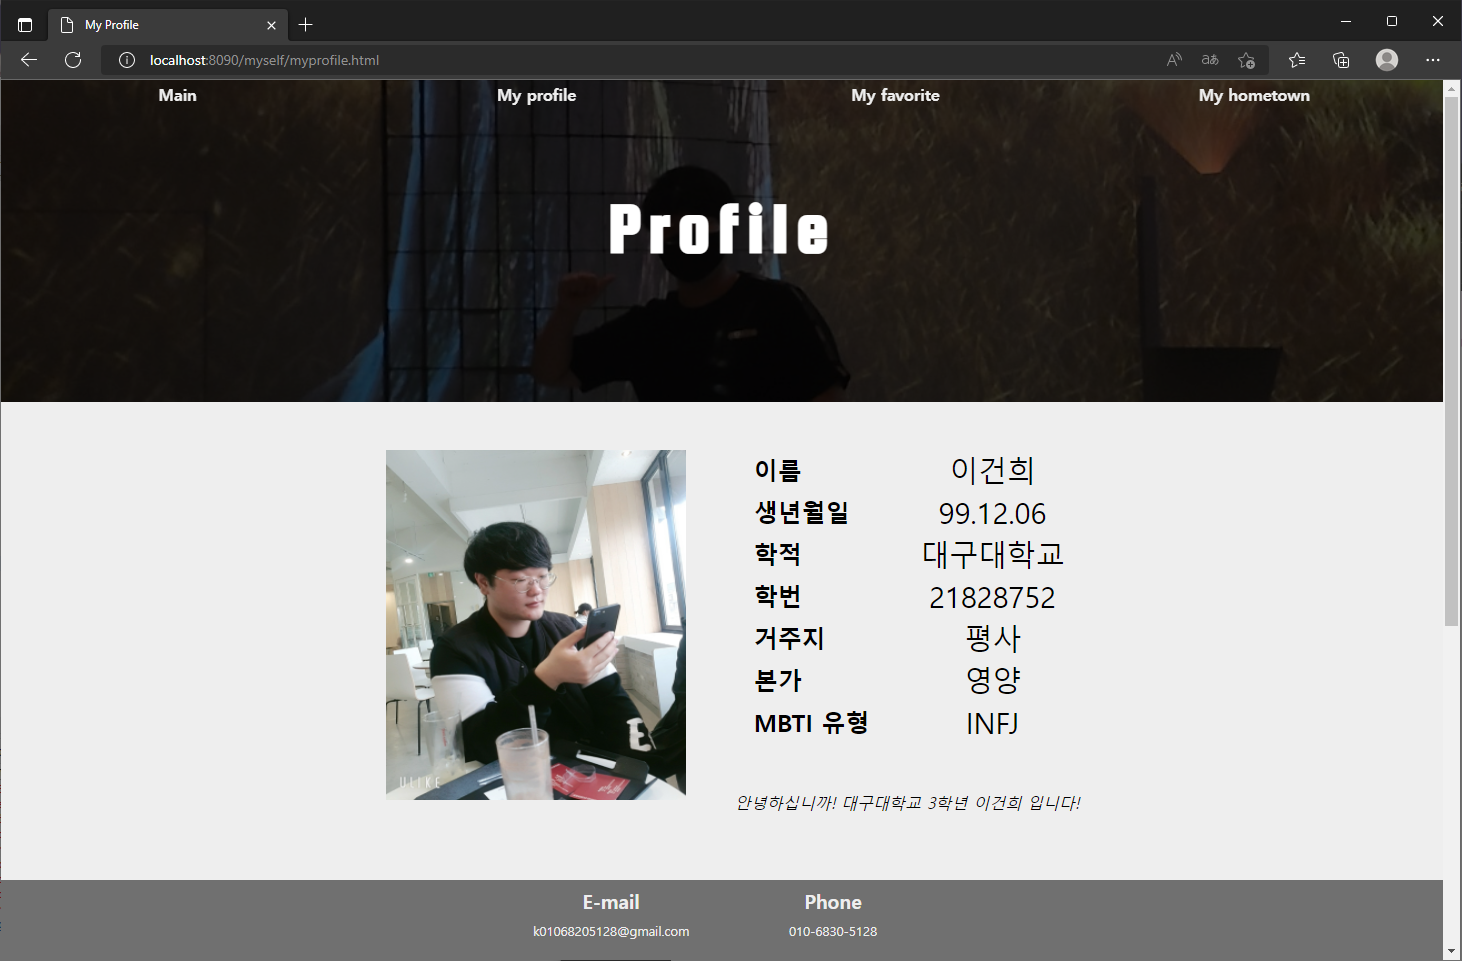 My Profile
localhost:8090/myself/myprofile.html
Main My profile My favorite My hometown
Profile
이름 이건희
생년월일 99.12.06
학적 대구대학교
학번 21828752
거주지 평사
본가 영양
MBTI 유형 INFJ
ULIKE
안녕하십니까! 대구대학교 3학년 이건희 입니다!
E-mail Phone
k01068205128@gmail.com 010-6830-5128